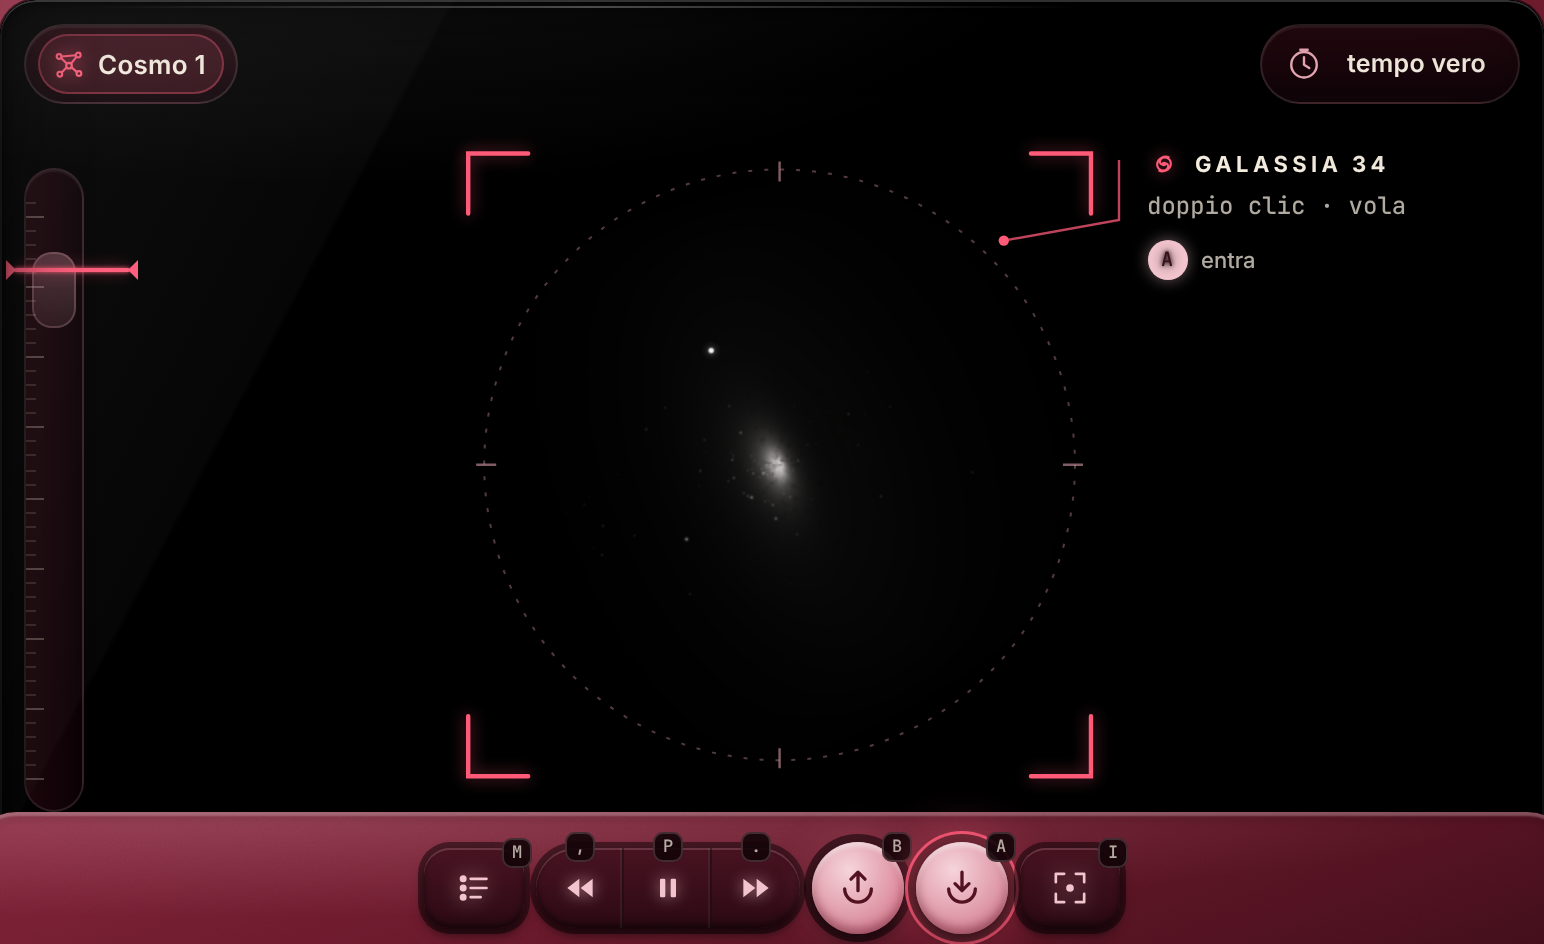 Cosmo 1
tempo vero
GALASSIA 34
doppio clic · vola
A entra
M
,
P
.
B
A
I